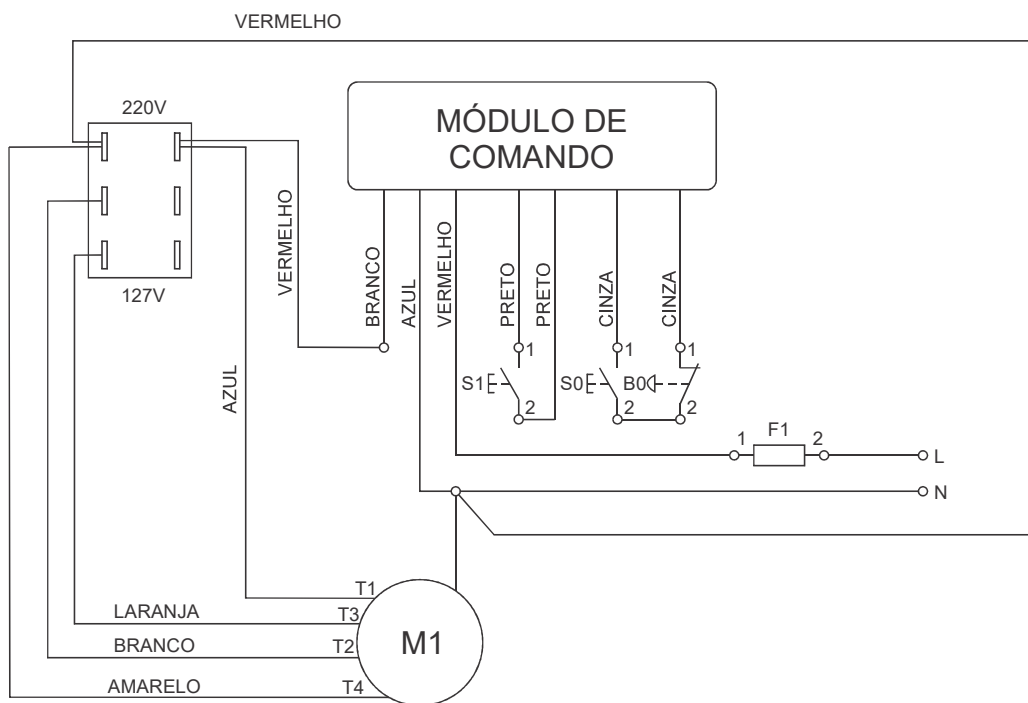 VERMELHO
220V
127V
MÓDULO DE
COMANDO
VERMELHO
BRANCO
AZUL
VERMELHO
PRETO
PRETO
CINZA
CINZA
1
1
1
S1
S0
B0
2
2
2
AZUL
1
F1
2
L
N
T1
LARANJA
T3
BRANCO
T2
M1
AMARELO
T4